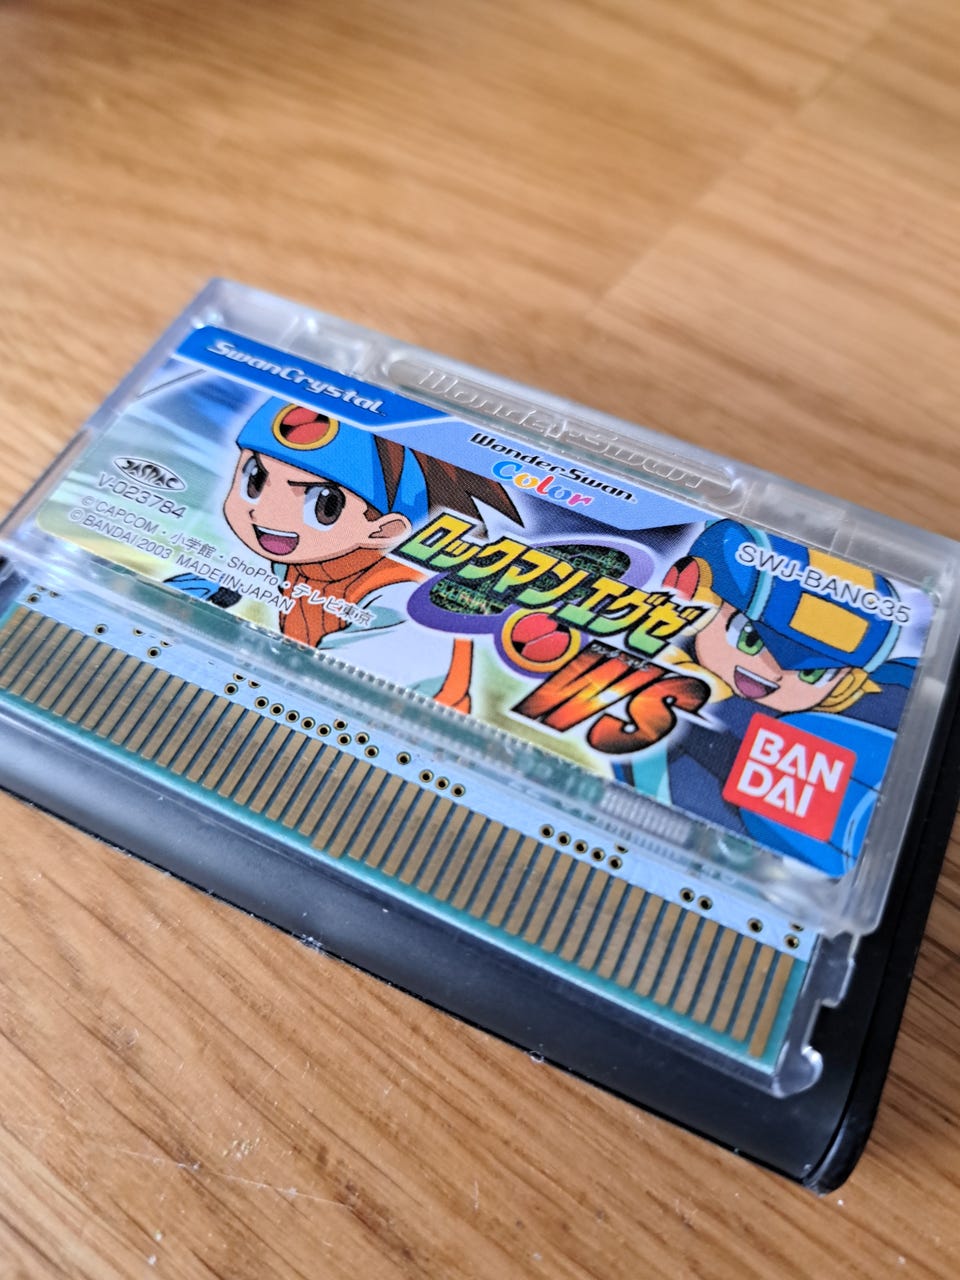 SwanCrystal
WonderSwan
WonderSwan
Color
JASRAC
V-023784
©CAPCOM・小学館・ShoPro・テレビ東京
©BANDAI 2003 MADE IN JAPAN
ロックマンエグゼ
WS
SWJ-BANC35
BAN
DAI